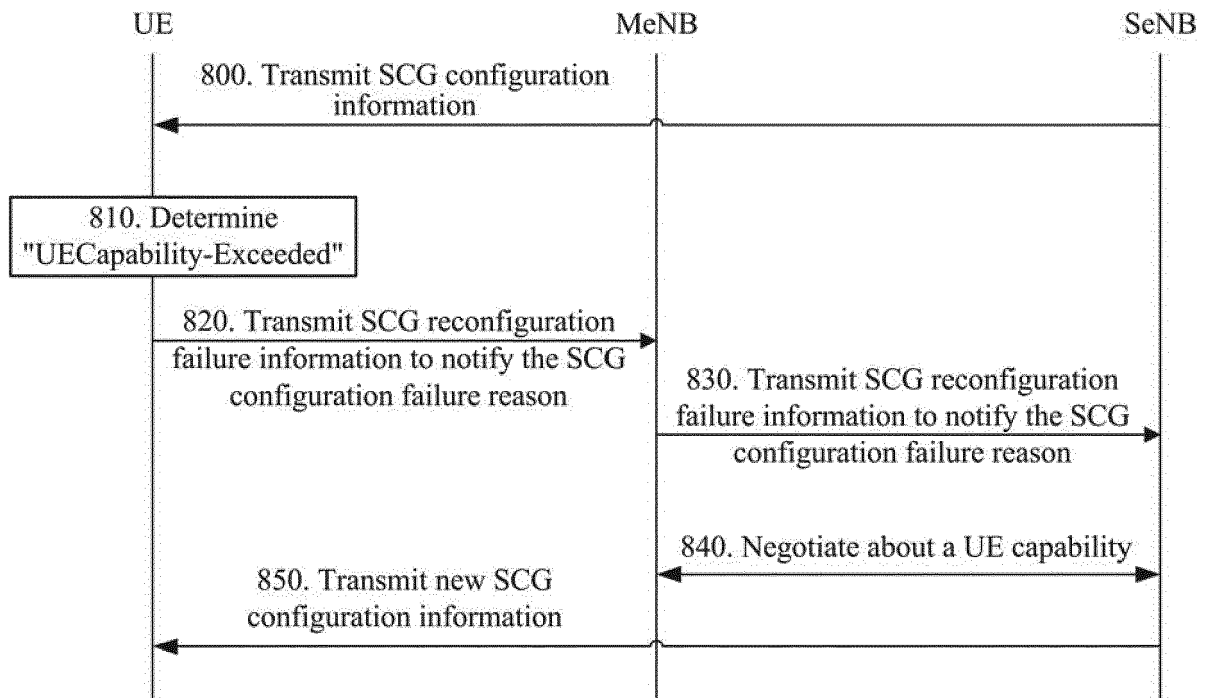 UE
MeNB
SeNB
800. Transmit SCG configuration
information
810. Determine
"UECapability-Exceeded"
820. Transmit SCG reconfiguration
failure information to notify the SCG
configuration failure reason
830. Transmit SCG reconfiguration
failure information to notify the SCG
configuration failure reason
840. Negotiate about a UE capability
850. Transmit new SCG
configuration information